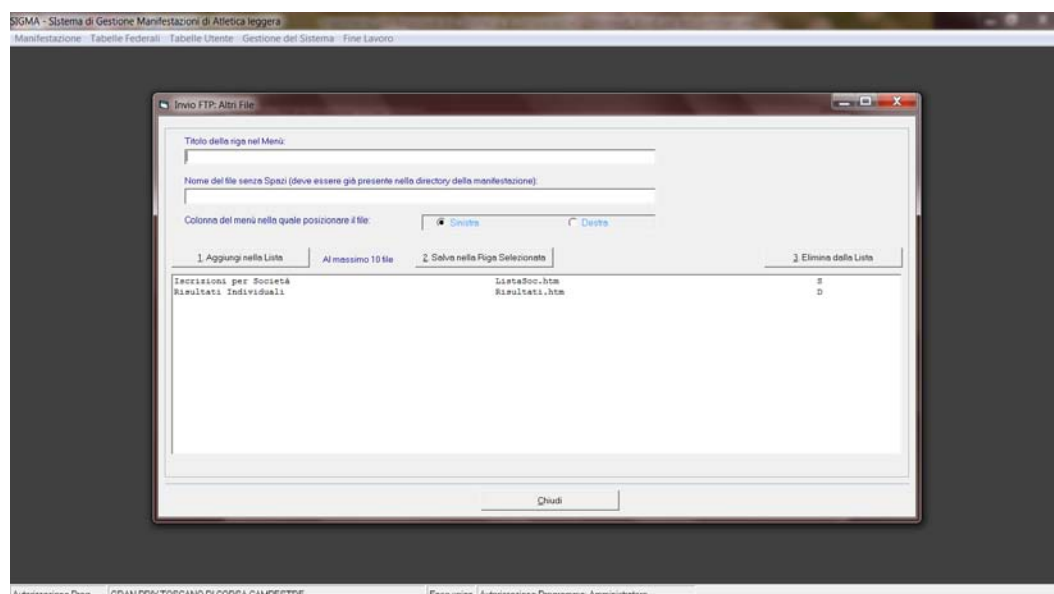 SIGMA - SIstema di Gestione Manifestazioni di Atletica leggera
Manifestazione Tabelle Federali Tabelle Utente Gestione del Sistema Fine Lavoro
Invio FTP: Altri File
Titolo della riga nel Menù:
Nome del file senza Spazi (deve essere già presente nella directory della manifestazione):
Colonna del menù nella quale posizionare il file: Sinistra Destra
1. Aggiungi nella Lista Al massimo 10 file 2. Salva nella Riga Selezionata 3. Elimina dalla Lista
Iscrizioni per Società ListaSoc.htm S
Risultati Individuali Risultati.htm D
Chiudi
GRAN PRIX TOSCANO DI CORSA CAMPESTRE Autorizzazione Programma: Amministratore